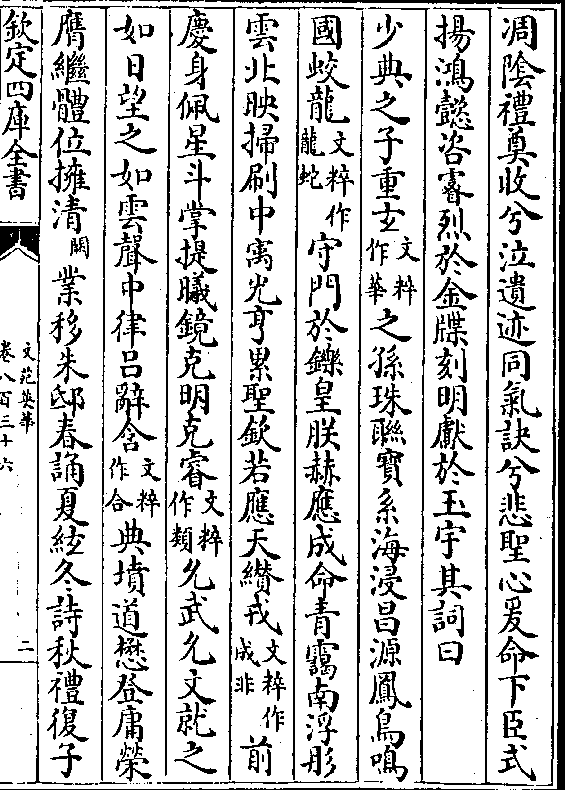 凋陰禮奠收兮泣遺迹同氣訣兮悲聖心爰命下臣式
揚鴻懿咨睿烈於金牒刻明獻於玉宇其詞曰
少典之子重玄文粹作華之孫珠聯寶系海浸昌源鳳鳥鳴
國蛟龍文粹作龍蛇守門於鑠皇朕赫應成命青靄南浮彤
雲北映掃刷中寓光亨累聖欽若應天纘戎文粹作成非前
慶身佩星斗掌提曦鏡克明克睿文粹作類允武允文就之
如日望之如雲聲中律呂辭含文粹作合典墳道懋登庸榮
膺繼體位擁清闕業移朱邸春誦夏絃冬詩秋禮復子
欽定四庫全書
文苑英華
卷八百三十六
二